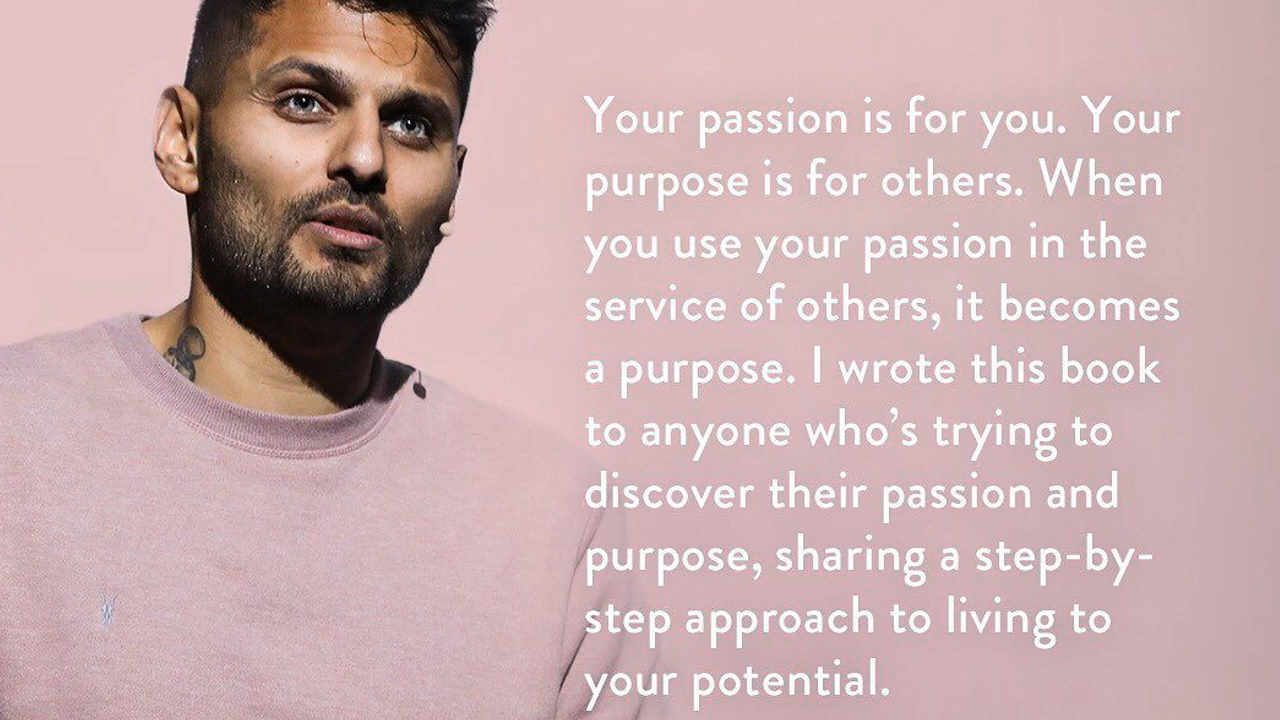 Your passion is for you. Your
purpose is for others. When
you use your passion in the
service of others, it becomes
a purpose. I wrote this book
to anyone who’s trying to
discover their passion and
purpose, sharing a step-by-
step approach to living to
your potential.